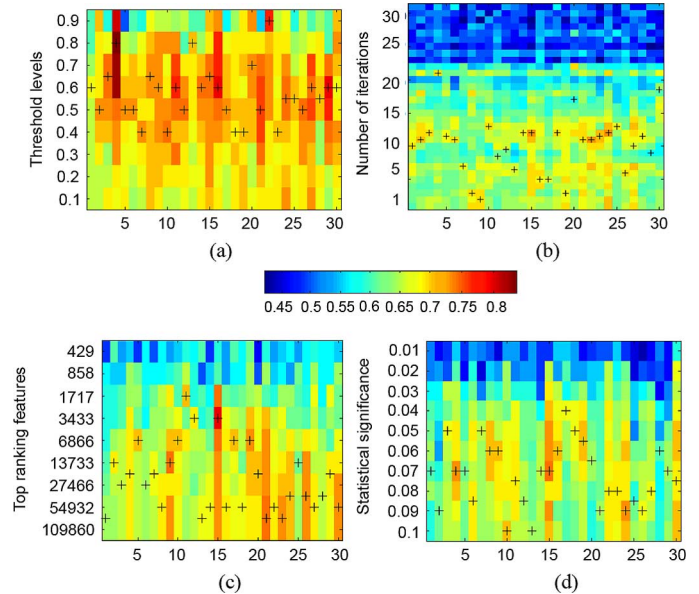 0.9
0.8
0.7
0.6
0.5
0.4
0.3
0.2
0.1
Threshold levels
5 10 15 20 25 30
(a)
30
20
15
10
5
1
Number of iterations
5 10 15 20 25 30
(b)
0.45 0.5 0.55 0.6 0.65 0.7 0.75 0.8
429
858
1717
3433
6866
13733
27466
54932
109860
Top ranking features
5 10 15 20 25 30
(c)
0.01
0.02
0.03
0.04
0.05
0.06
0.07
0.08
0.09
0.1
Statistical significance
5 10 15 20 25 30
(d)